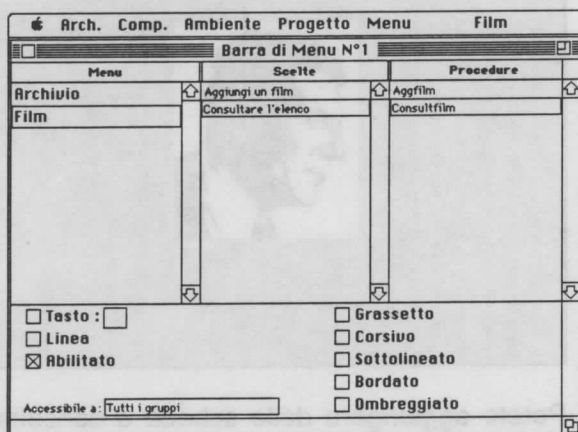 Arch. Comp. Ambiente Progetto Menu Film
Barra di Menu N°1
Menu Scelte Procedure
Archivio Aggiungi un film Aggfilm
Film Consultare l'elenco Consultfilm
Tasto :
Linea
Abilitato
Accessibile a: Tutti i gruppi
Grassetto
Corsivo
Sottolineato
Bordato
Ombreggiato